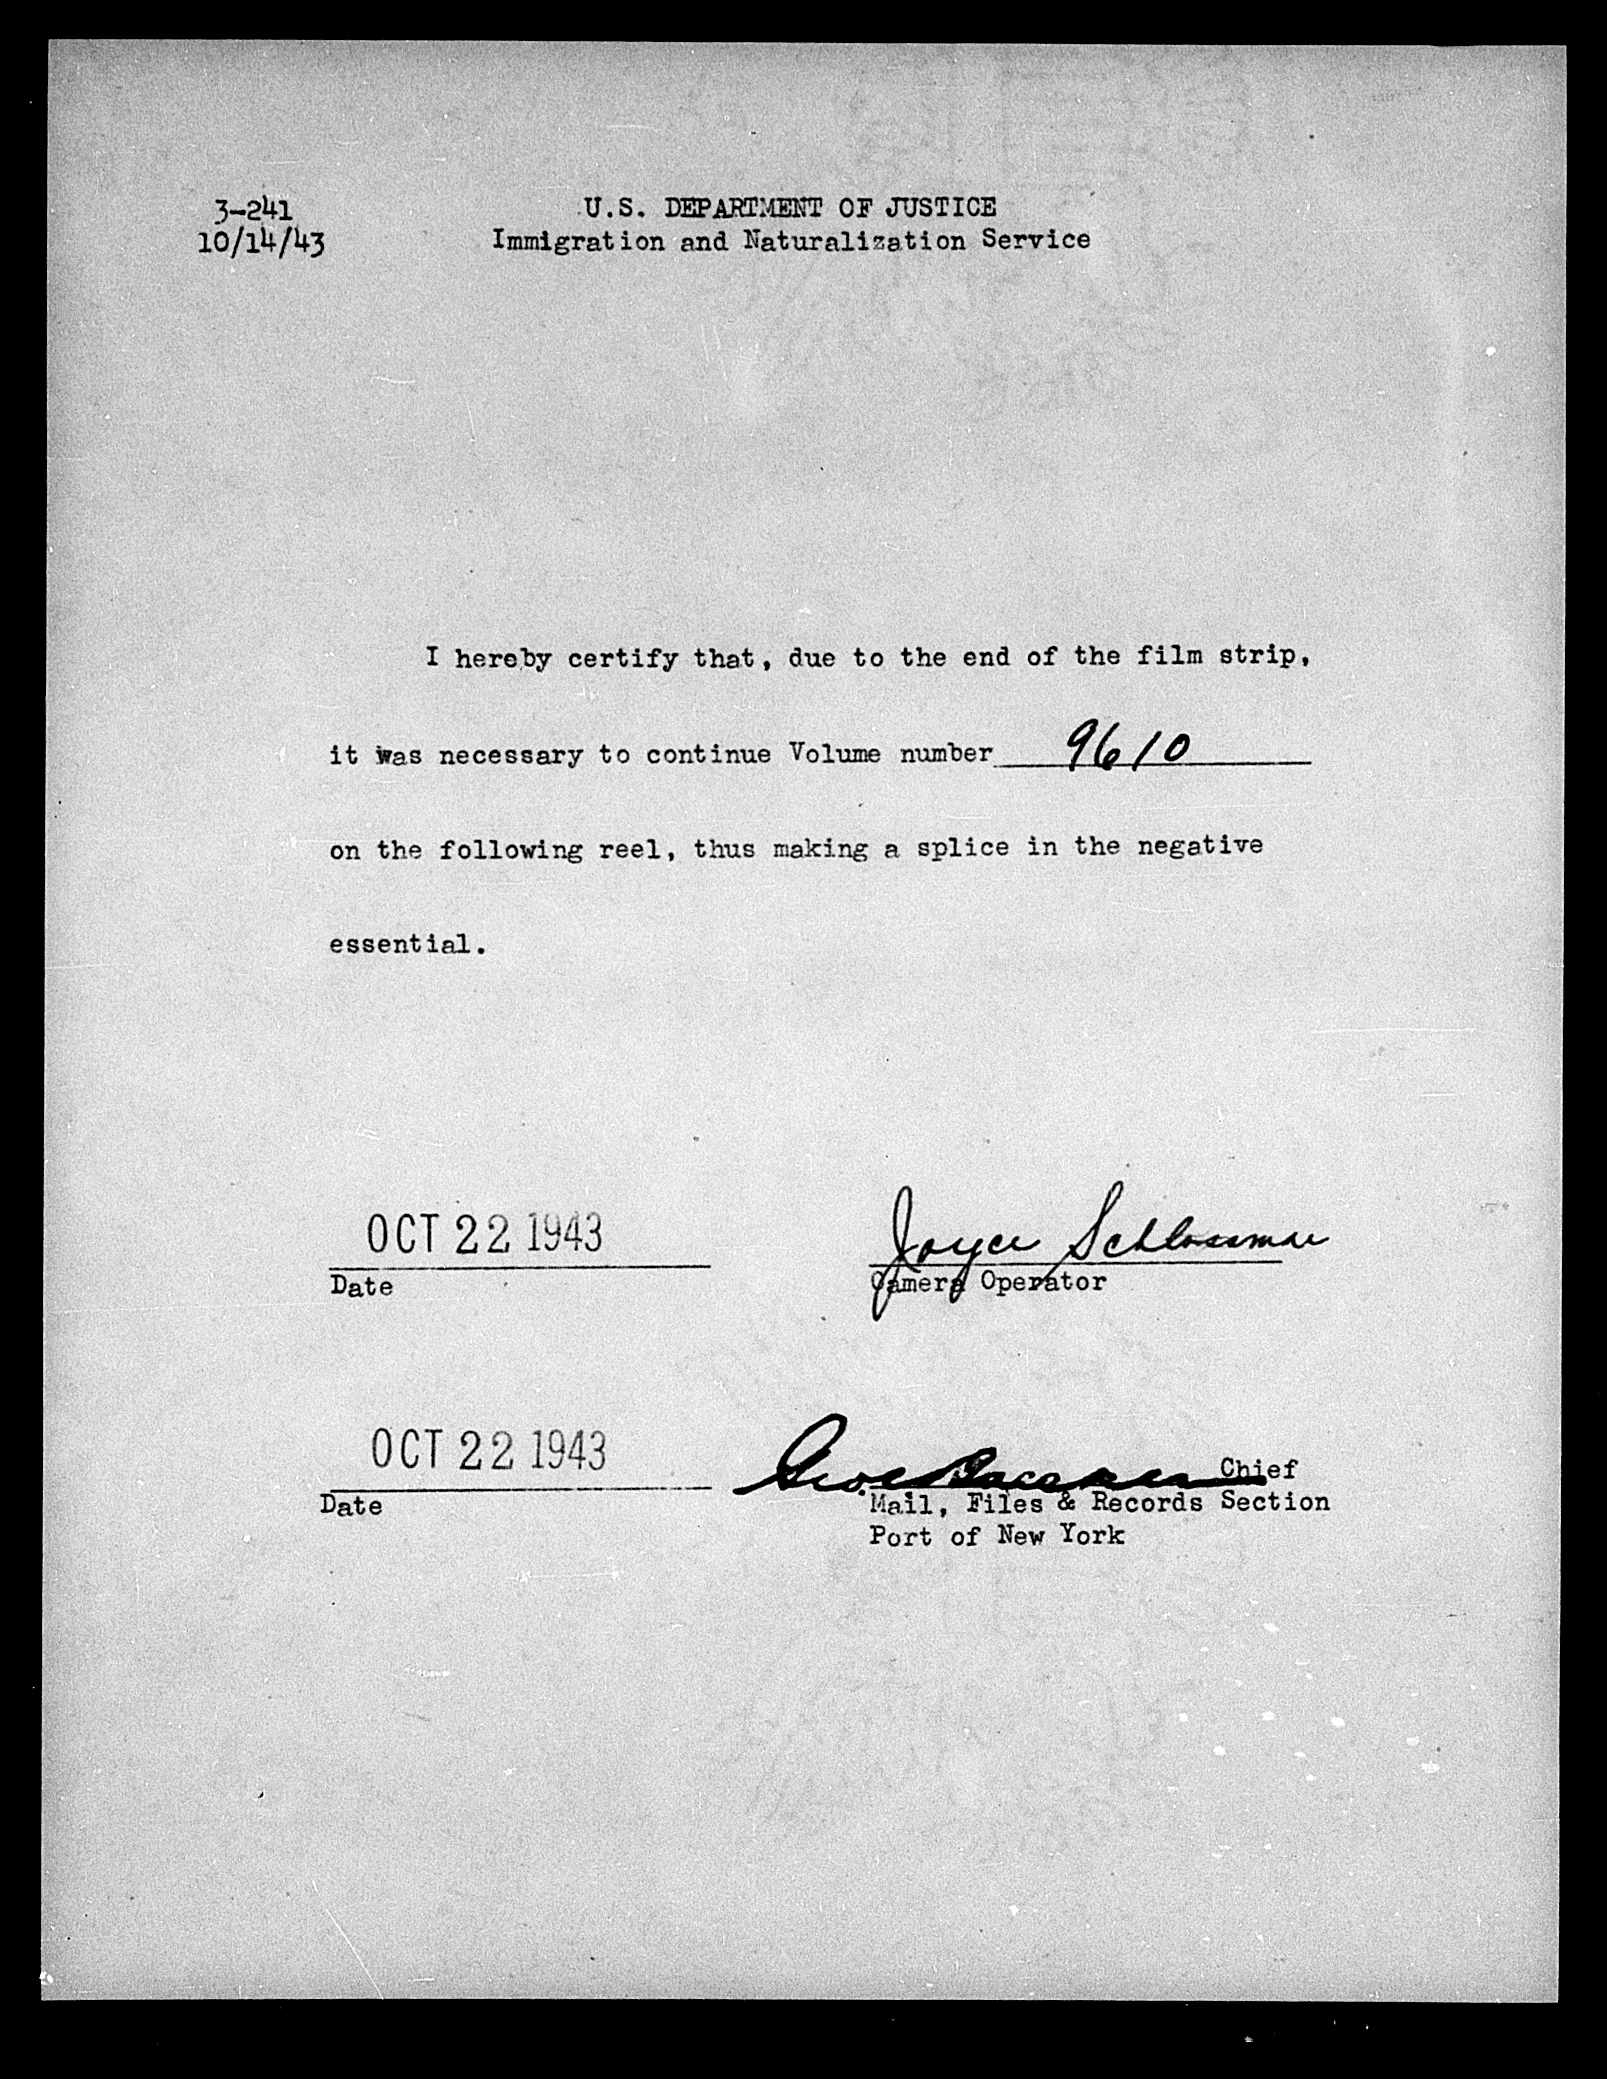 3-241
10/14/43
U.S. DEPARTMENT OF JUSTICE
Immigration and Naturalization Service
I hereby certify that, due to the end of the film strip,
it was necessary to continue Volume number 9610
on the following reel, thus making a splice in the negative
essential.
OCT 22 1943
Date
Joyce Schlossman
Camera Operator
OCT 22 1943
Date
Chief
Mail, Files & Records Section
Port of New York